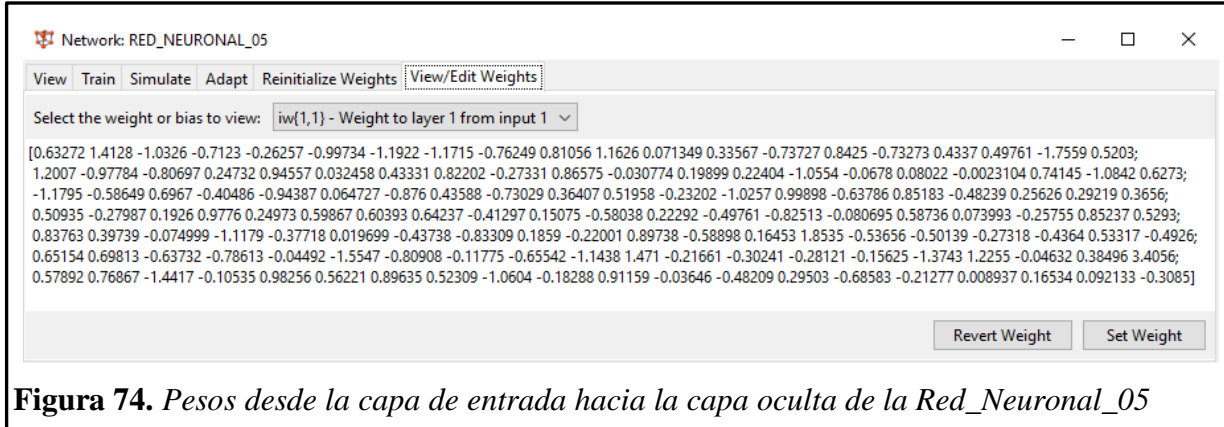 Network: RED_NEURONAL_05
View Train Simulate Adapt Reinitialize Weights View/Edit Weights
Select the weight or bias to view: iw{1,1} - Weight to layer 1 from input 1
[0.63272 1.4128 -1.0326 -0.7123 -0.26257 -0.99734 -1.1922 -1.1715 -0.76249 0.81056 1.1626 0.071349 0.33567 -0.73727 0.8425 -0.73273 0.4337 0.49761 -1.7559 0.5203;
1.2007 -0.97784 -0.80697 0.24732 0.94557 0.032458 0.43331 0.82202 -0.27331 0.86575 -0.030774 0.19899 0.22404 -1.0554 -0.0678 0.08022 -0.0023104 0.74145 -1.0842 0.6273;
-1.1795 -0.58649 0.6967 -0.40486 -0.94387 0.064727 -0.876 0.43588 -0.73029 0.36407 0.51958 -0.23202 -1.0257 0.99898 -0.63786 0.85183 -0.48239 0.25626 0.29219 0.3656;
0.50935 -0.27987 0.1926 0.9776 0.24973 0.59867 0.60393 0.64237 -0.41297 0.15075 -0.58038 0.22292 -0.49761 -0.82513 -0.080695 0.58736 0.073993 -0.25755 0.85237 0.5293;
0.83763 0.39739 -0.074999 -1.1179 -0.37718 0.019699 -0.43738 -0.83309 0.1859 -0.22001 0.89738 -0.58898 0.16453 1.8535 -0.53656 -0.50139 -0.27318 -0.4364 0.53317 -0.4926;
0.65154 0.69813 -0.63732 -0.78613 -0.04492 -1.5547 -0.80908 -0.11775 -0.65542 -1.1438 1.471 -0.21661 -0.30241 -0.28121 -0.15625 -1.3743 1.2255 -0.04632 0.38496 3.4056;
0.57892 0.76867 -1.4417 -0.10535 0.98256 0.56221 0.89635 0.52309 -1.0604 -0.18288 0.91159 -0.03646 -0.48209 0.29503 -0.68583 -0.21277 0.008937 0.16534 0.092133 -0.3085]
Revert Weight Set Weight
Figura 74. Pesos desde la capa de entrada hacia la capa oculta de la Red_Neuronal_05